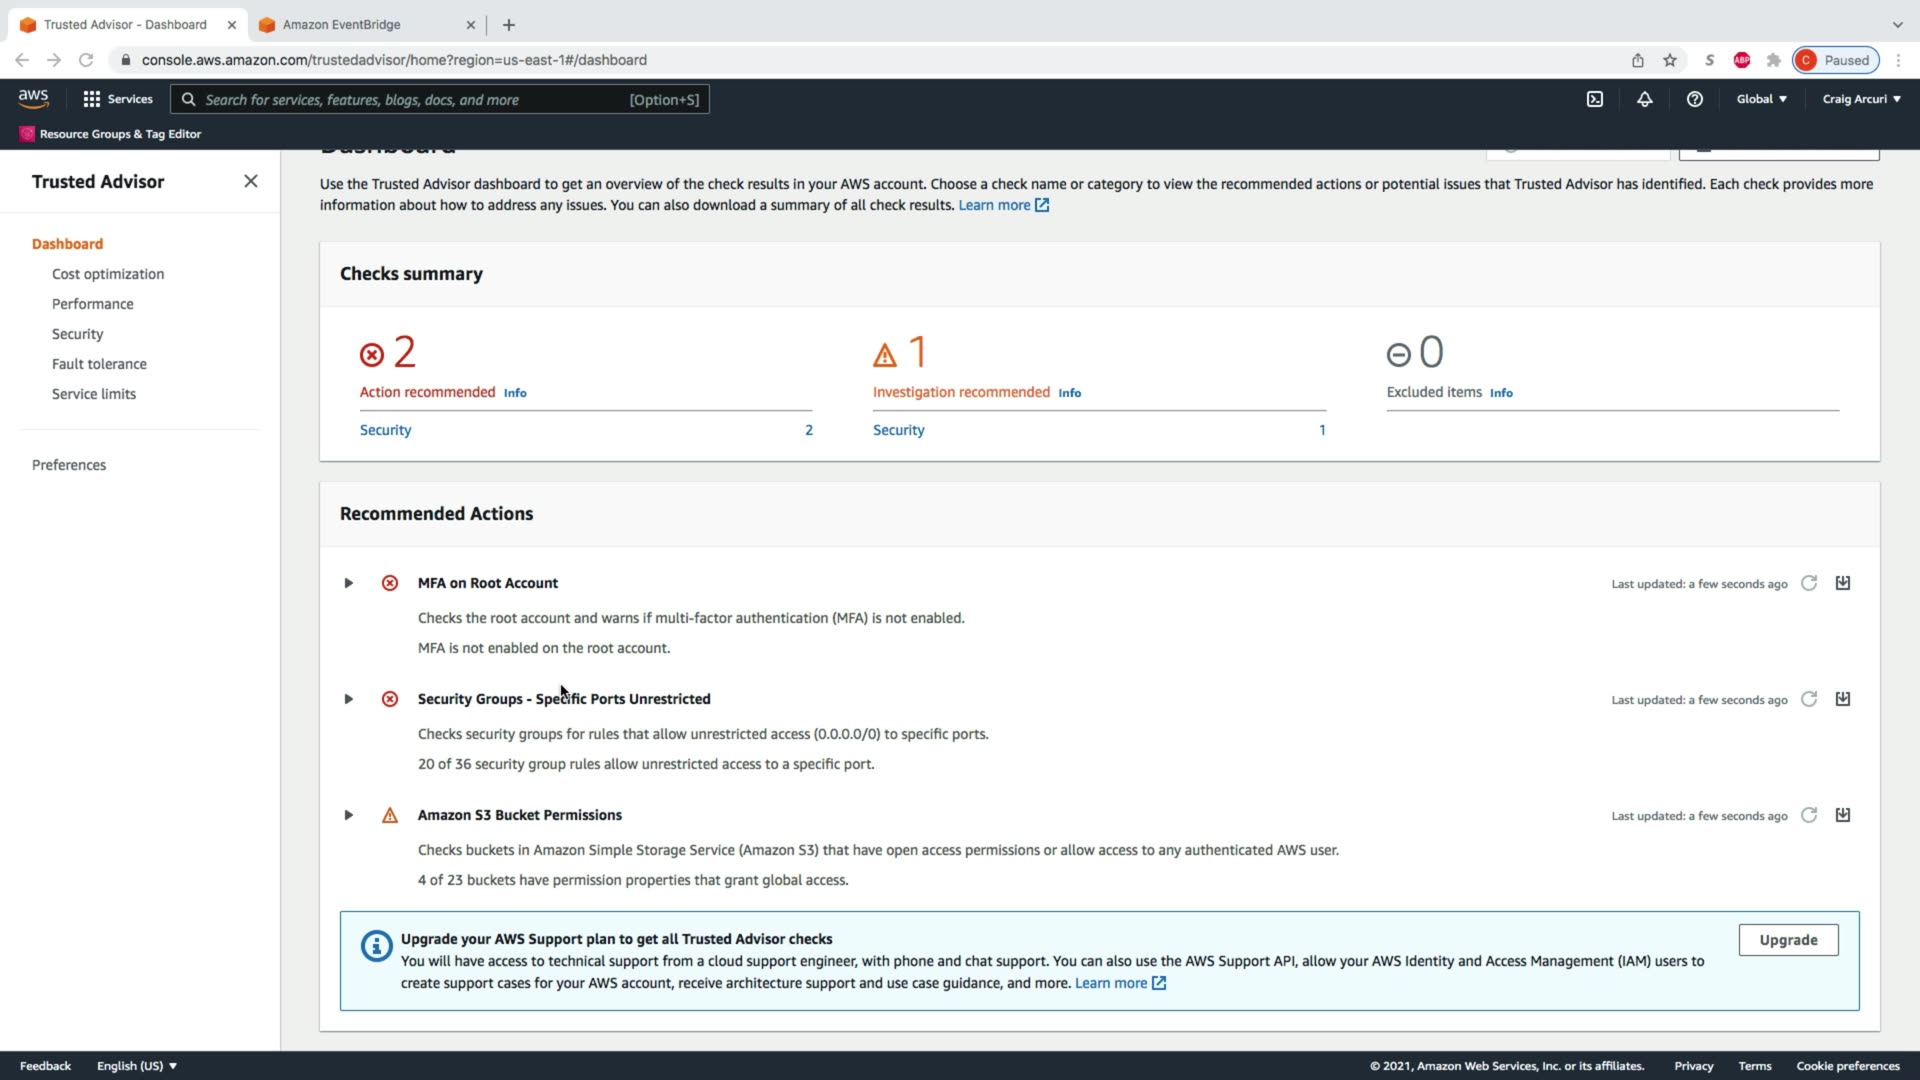 Trusted Advisor - Dashboard
Amazon EventBridge
console.aws.amazon.com/trustedadvisor/home?region=us-east-1#/dashboard
S
ABP
C Paused
aws
Services
Search for services, features, blogs, docs, and more [Option+S]
Global
Craig Arcuri
Resource Groups & Tag Editor
Trusted Advisor
Dashboard
Cost optimization
Performance
Security
Fault tolerance
Service limits
Preferences
Dashboard
Use the Trusted Advisor dashboard to get an overview of the check results in your AWS account. Choose a check name or category to view the recommended actions or potential issues that Trusted Advisor has identified. Each check provides more
information about how to address any issues. You can also download a summary of all check results. Learn more
Checks summary
2
Action recommended Info
Security 2
1
Investigation recommended Info
Security 1
0
Excluded items Info
Recommended Actions
MFA on Root Account
Last updated: a few seconds ago
Checks the root account and warns if multi-factor authentication (MFA) is not enabled.
MFA is not enabled on the root account.
Security Groups - Specific Ports Unrestricted
Last updated: a few seconds ago
Checks security groups for rules that allow unrestricted access (0.0.0.0/0) to specific ports.
20 of 36 security group rules allow unrestricted access to a specific port.
Amazon S3 Bucket Permissions
Last updated: a few seconds ago
Checks buckets in Amazon Simple Storage Service (Amazon S3) that have open access permissions or allow access to any authenticated AWS user.
4 of 23 buckets have permission properties that grant global access.
Upgrade your AWS Support plan to get all Trusted Advisor checks
You will have access to technical support from a cloud support engineer, with phone and chat support. You can also use the AWS Support API, allow your AWS Identity and Access Management (IAM) users to
create support cases for your AWS account, receive architecture support and use case guidance, and more. Learn more
Upgrade
Feedback
English (US)
© 2021, Amazon Web Services, Inc. or its affiliates.
Privacy
Terms
Cookie preferences